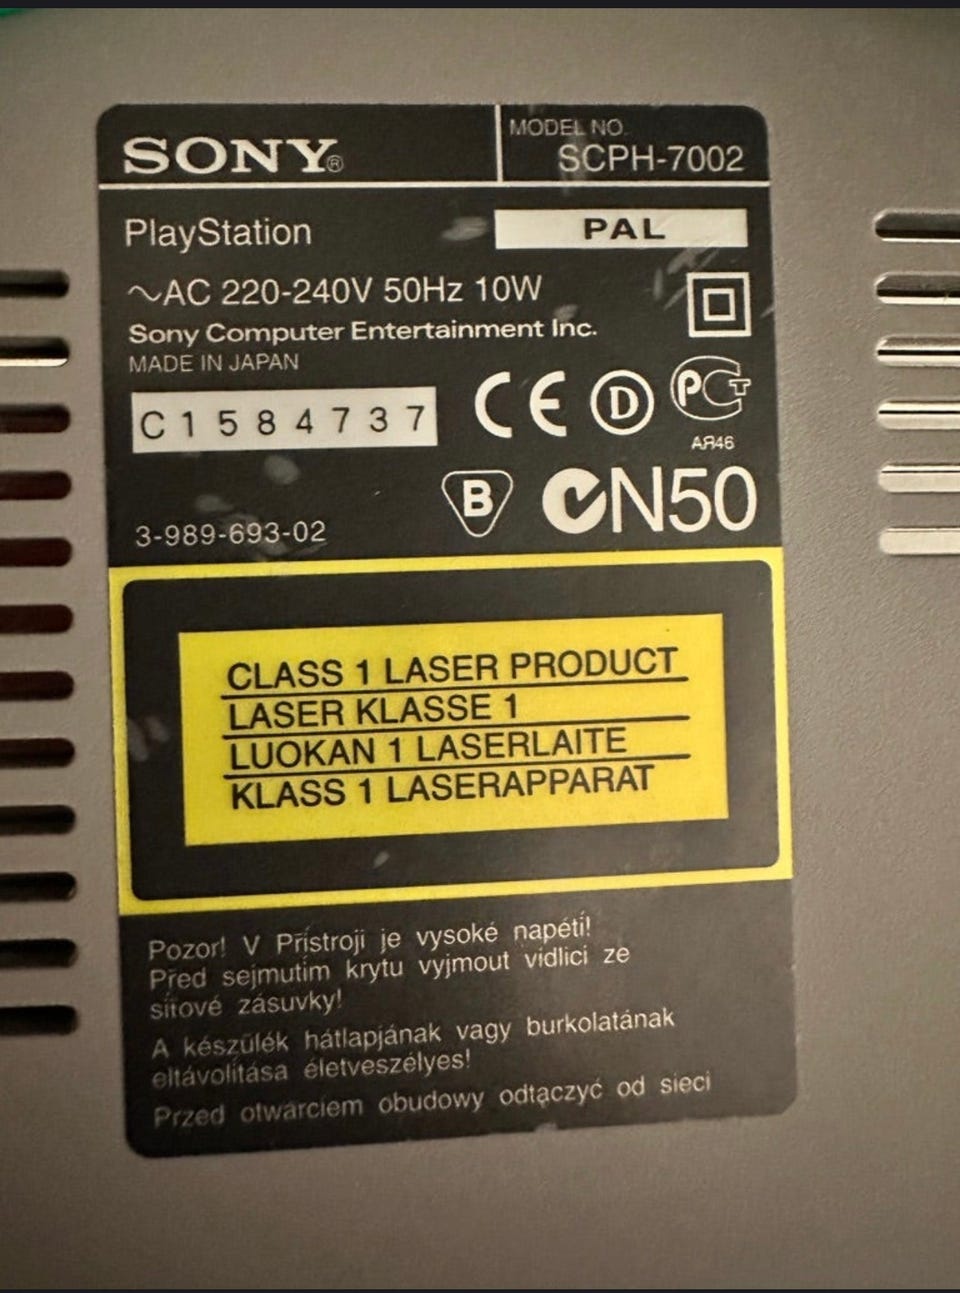 SONY®
MODEL NO.
SCPH-7002
PlayStation
PAL
~AC 220-240V 50Hz 10W
Sony Computer Entertainment Inc.
MADE IN JAPAN
C1584737
CE D PCT
АЯ46
B N50
3-989-693-02
CLASS 1 LASER PRODUCT
LASER KLASSE 1
LUOKAN 1 LASERLAITE
KLASS 1 LASERAPPARAT
Pozor! V Přístroji je vysoké napětí!
Před sejmutím krytu vyjmout vidlici ze
síťové zásuvky!
A készülék hátlapjának vagy burkolatának
eltávolítása életveszélyes!
Przed otwarciem obudowy odtączyć od sieci